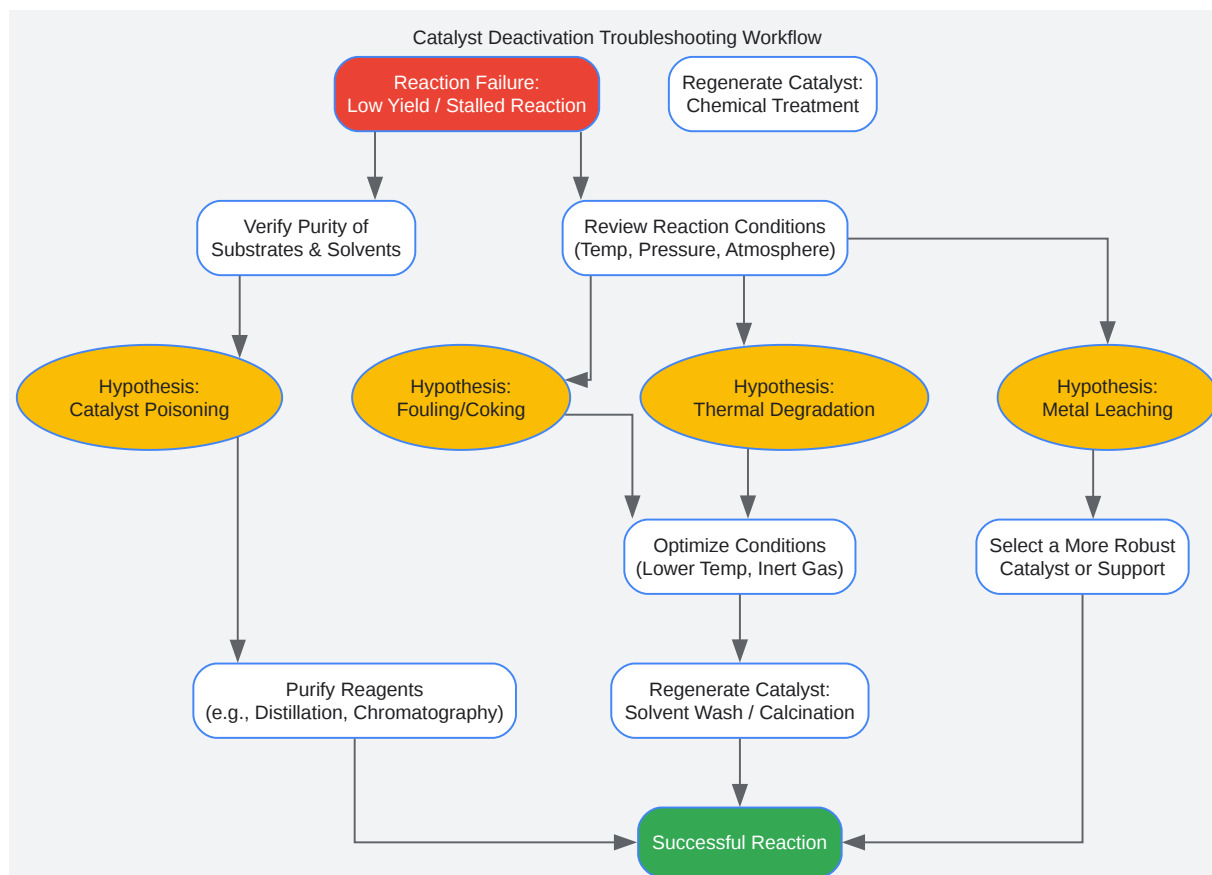 Catalyst Deactivation Troubleshooting Workflow
Reaction Failure:
Low Yield / Stalled Reaction
Regenerate Catalyst:
Chemical Treatment
Verify Purity of
Substrates & Solvents
Review Reaction Conditions
(Temp, Pressure, Atmosphere)
Hypothesis:
Catalyst Poisoning
Hypothesis:
Fouling/Coking
Hypothesis:
Thermal Degradation
Hypothesis:
Metal Leaching
Optimize Conditions
(Lower Temp, Inert Gas)
Select a More Robust
Catalyst or Support
Purify Reagents
(e.g., Distillation, Chromatography)
Regenerate Catalyst:
Solvent Wash / Calcination
Successful Reaction